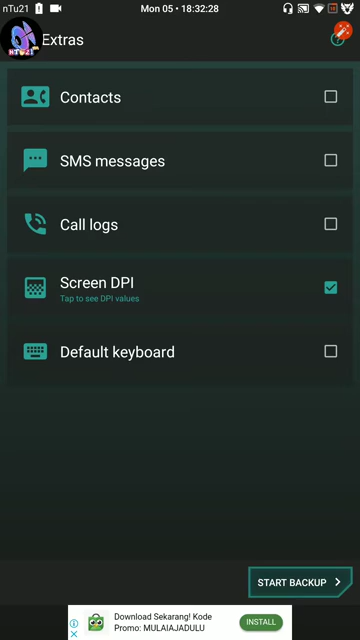 nTu21
Mon 05 • 18:32:28
NTU21
Extras
Contacts
SMS messages
Call logs
Screen DPI
Tap to see DPI values
Default keyboard
START BACKUP
Download Sekarang! Kode
Promo: MULAIAJADULU
INSTALL